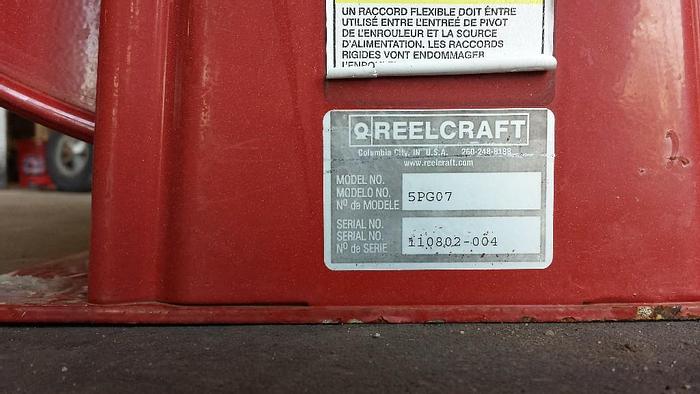 UN RACCORD FLEXIBLE DOIT ÊNTRE
UTILISÉ ENTRE L'ENTREÉ DE PIVOT
DE L'ENROULEUR ET LA SOURCE
D'ALIMENTATION. LES RACCORDS
RIGIDES VONT ENDOMMAGER
REELCRAFT
Columbia City, IN U.S.A. 260-248-8188
www.reelcraft.com
MODEL NO.
MODELO NO.
Nº de MODELE
5PG07
SERIAL NO.
SERIAL NO.
Nº de SERIE
110802-004